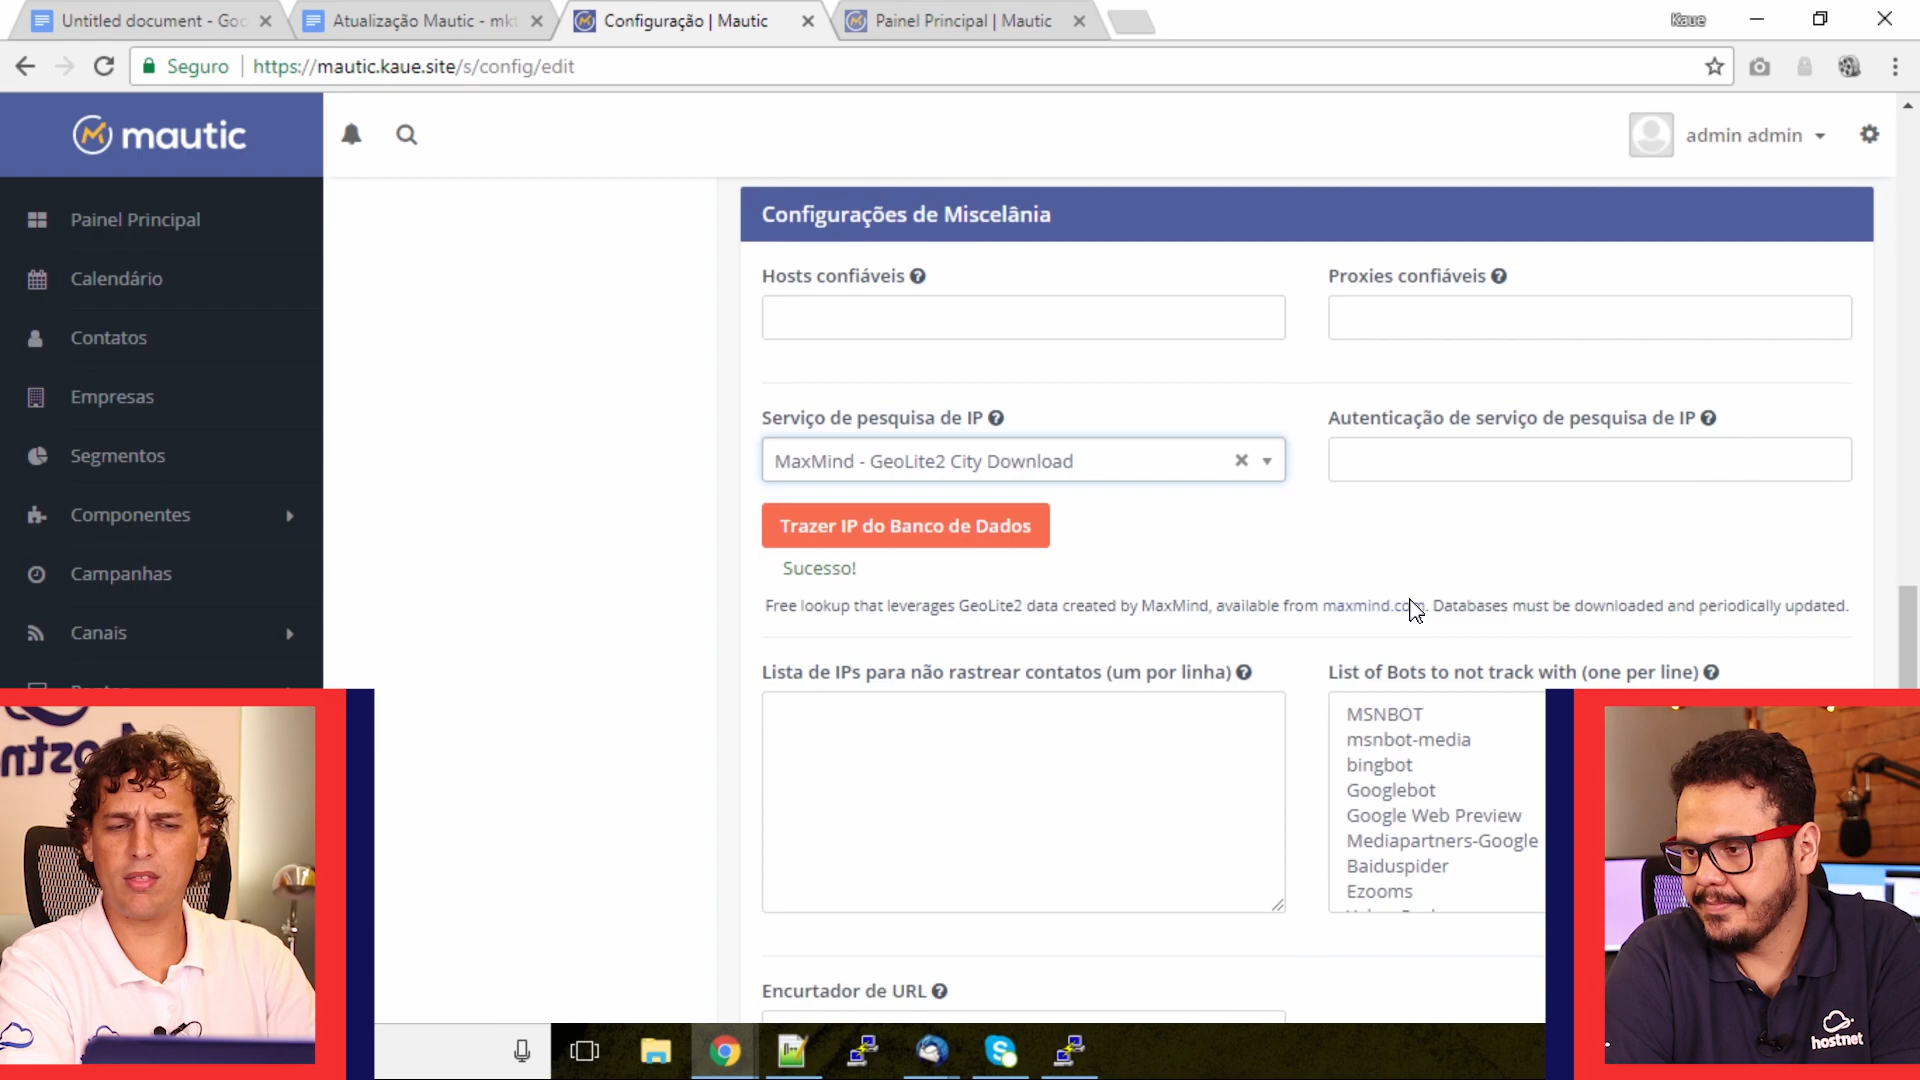 Untitled document - Goo
Atualização Mautic - mkt
Configuração | Mautic
Painel Principal | Mautic
Kaue
Seguro
https://mautic.kaue.site/s/config/edit
mautic
admin admin
Painel Principal
Calendário
Contatos
Empresas
Segmentos
Componentes
Campanhas
Canais
Configurações de Miscelânia
Hosts confiáveis
Proxies confiáveis
Serviço de pesquisa de IP
Autenticação de serviço de pesquisa de IP
MaxMind - GeoLite2 City Download
Trazer IP do Banco de Dados
Sucesso!
Free lookup that leverages GeoLite2 data created by MaxMind, available from maxmind.com. Databases must be downloaded and periodically updated.
Lista de IPs para não rastrear contatos (um por linha)
List of Bots to not track with (one per line)
MSNBOT
msnbot-media
bingbot
Googlebot
Google Web Preview
Mediapartners-Google
Baiduspider
Ezooms
Encurtador de URL
hostnet